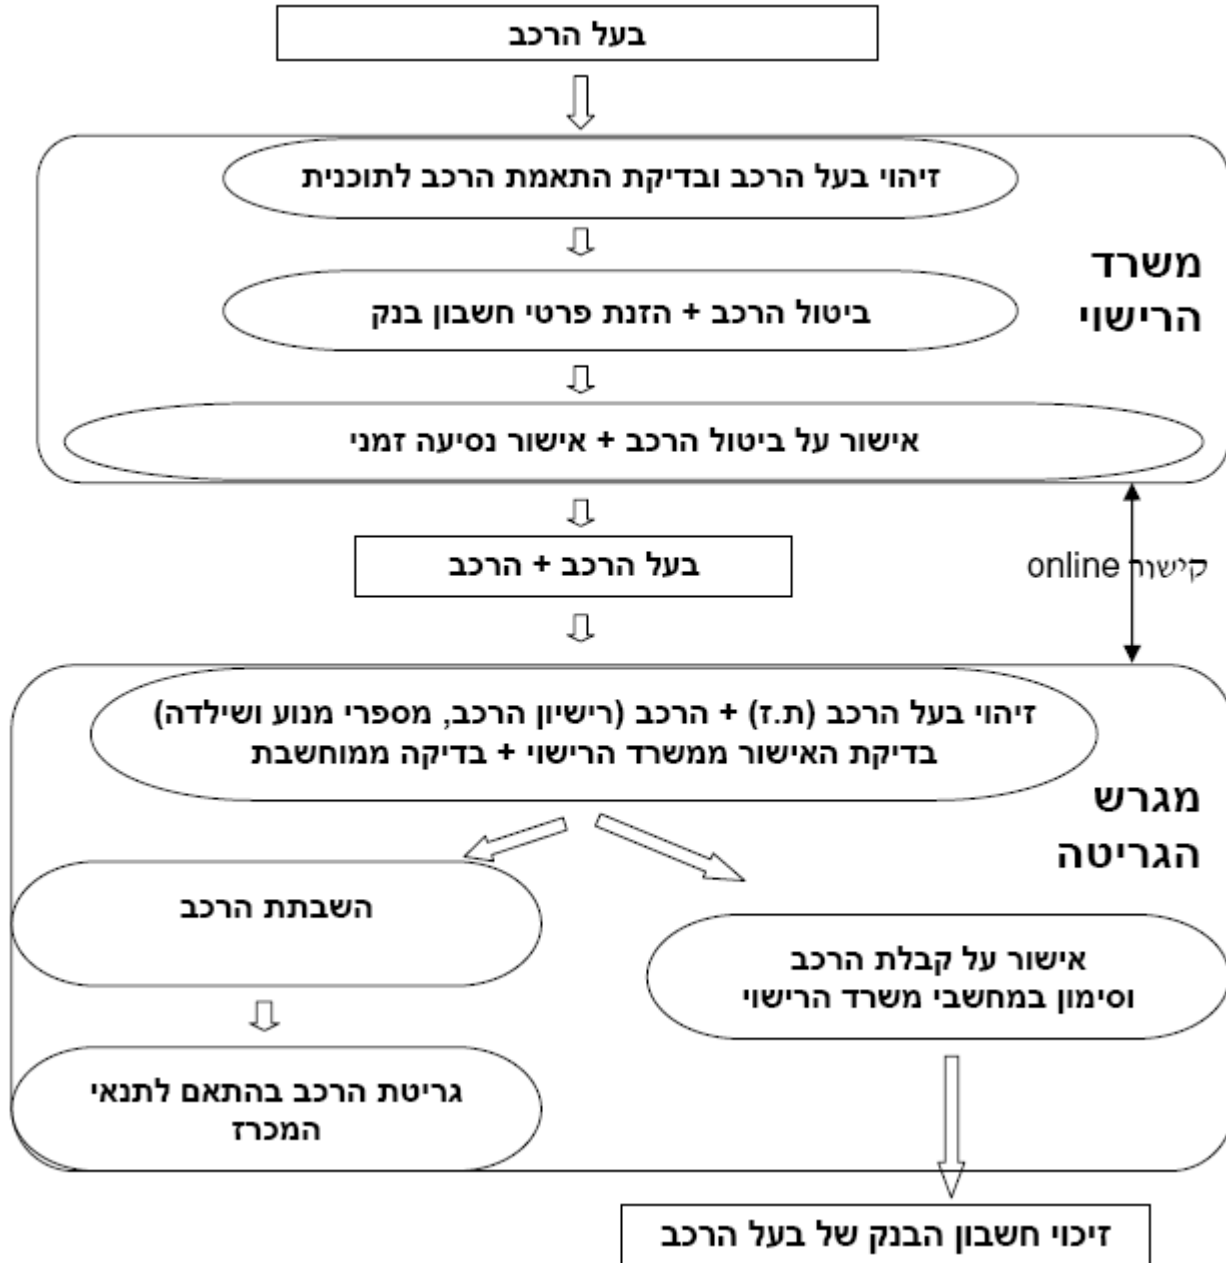 בעל הרכב
זיהוי בעל הרכב ובדיקת התאמת הרכב לתוכנית
משרד
הרישוי
ביטול הרכב + הזנת פרטי חשבון בנק
אישור על ביטול הרכב + אישור נסיעה זמני
בעל הרכב + הרכב
קישור online
זיהוי בעל הרכב (ת.ז) + הרכב (רישיון הרכב, מספרי מנוע ושילדה)
בדיקת האישור ממשרד הרישוי + בדיקה ממוחשבת
מגרש
הגריטה
השבתת הרכב
אישור על קבלת הרכב
וסימון במחשבי משרד הרישוי
גריטת הרכב בהתאם לתנאי
המכרז
זיכוי חשבון הבנק של בעל הרכב